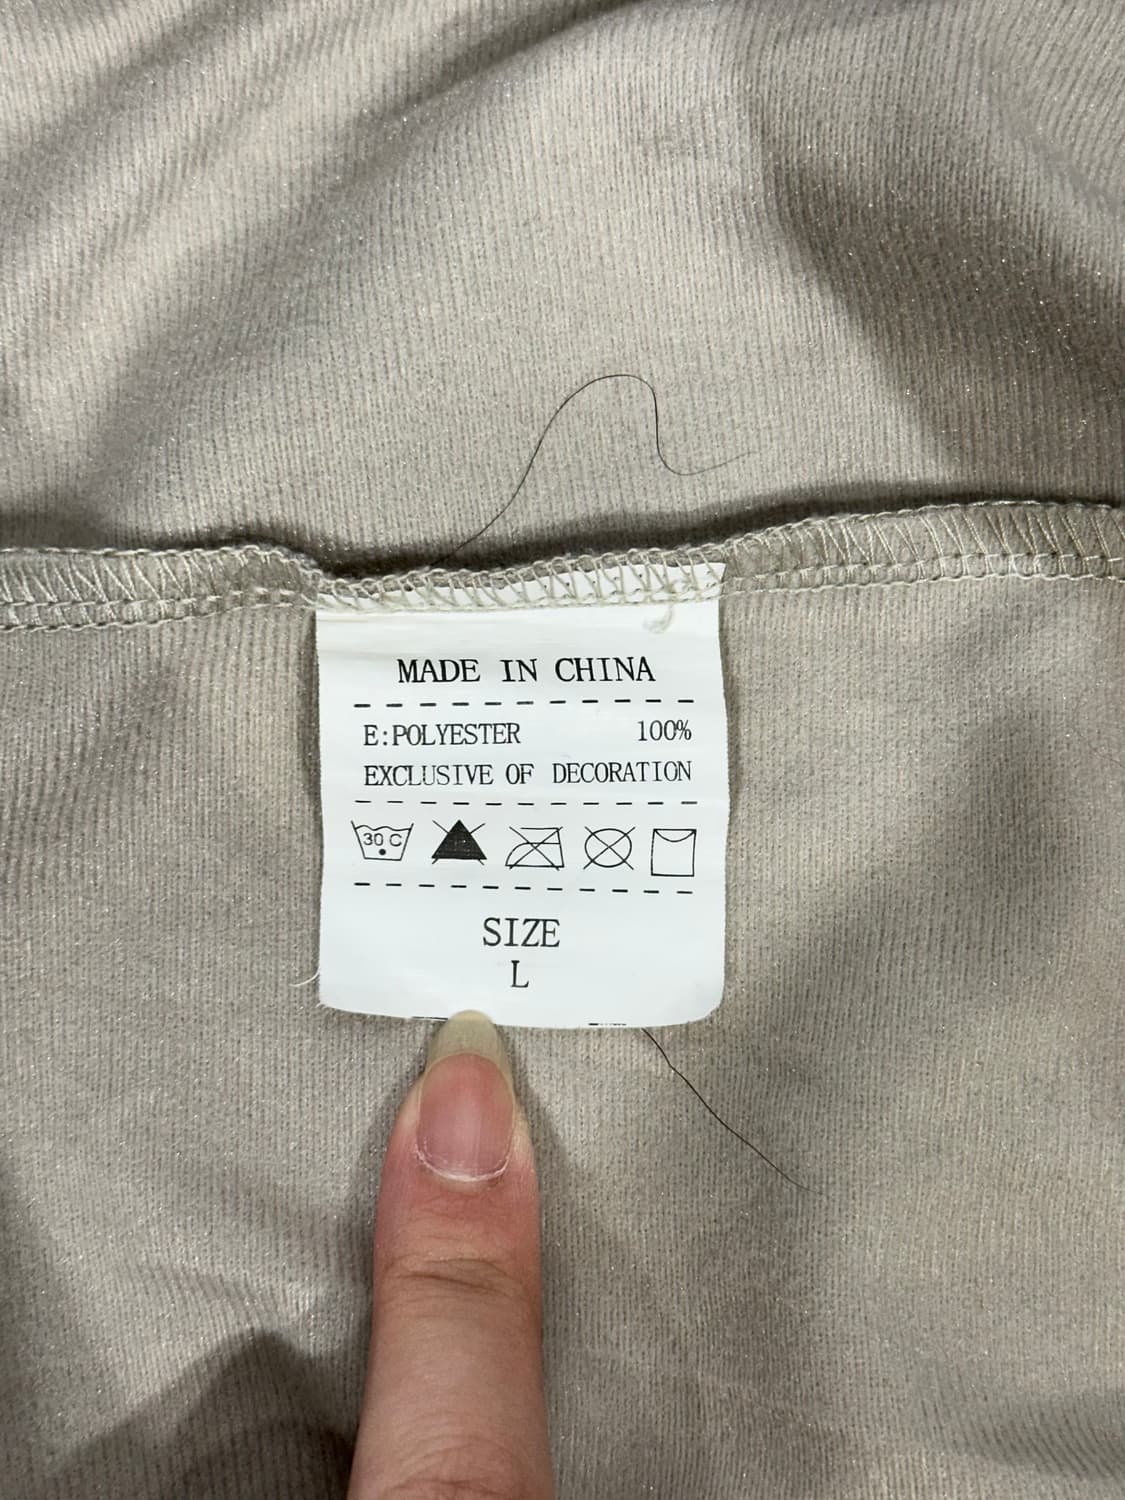 MADE IN CHINA
E:POLYESTER 100%
EXCLUSIVE OF DECORATION
30 C
SIZE
L